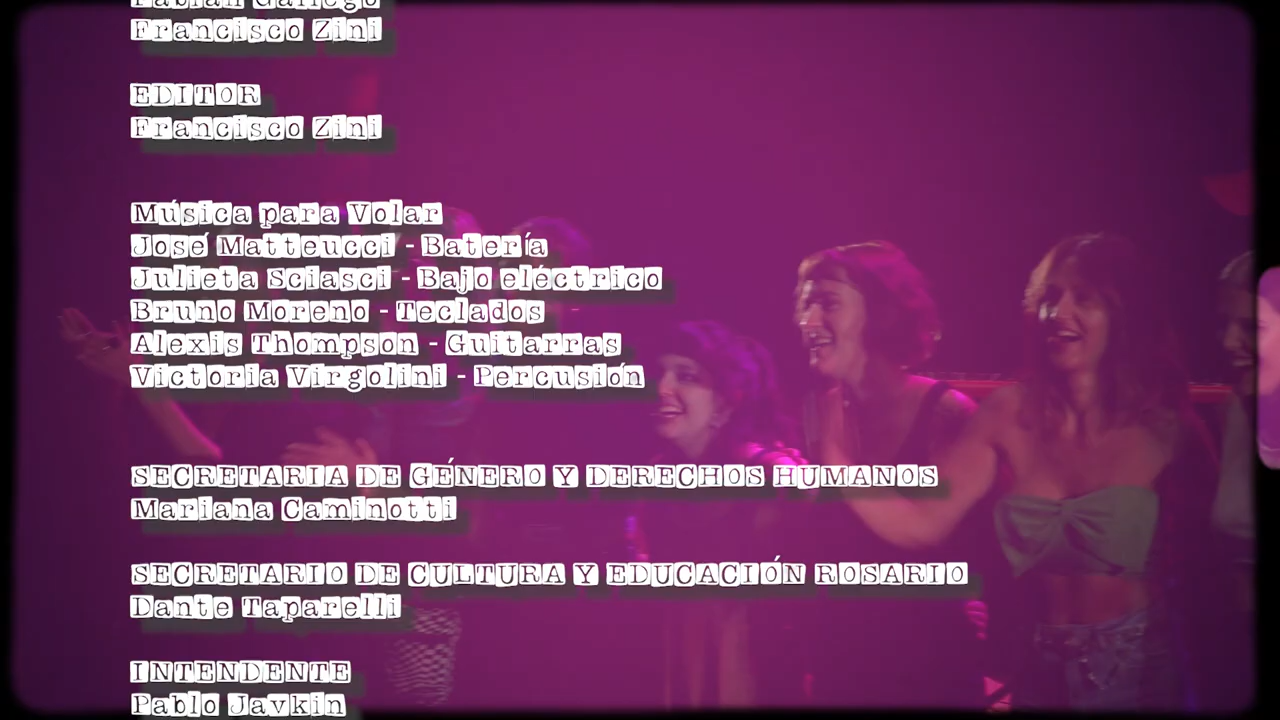 Fabián Gallego
Francisco Zini
EDITOR
Francisco Zini
Música para Volar
José Matteucci - Batería
Julieta Sciasci - Bajo eléctrico
Bruno Moreno - Teclados
Alexis Thompson - Guitarras
Victoria Virgolini - Percusión
SECRETARIA DE GÉNERO Y DERECHOS HUMANOS
Mariana Caminotti
SECRETARIO DE CULTURA Y EDUCACIÓN ROSARIO
Dante Taparelli
INTENDENTE
Pablo Javkin